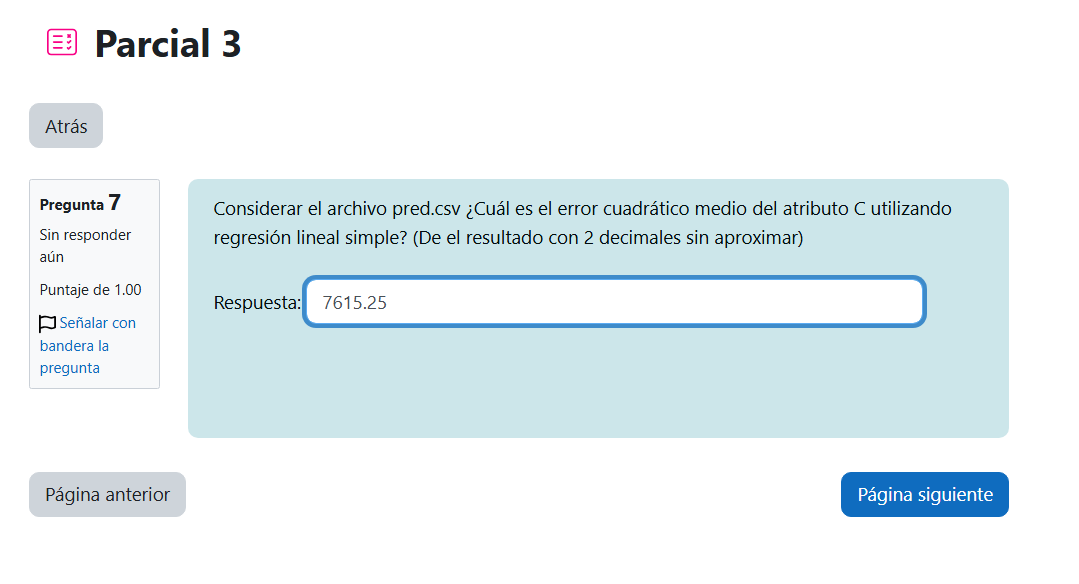 Parcial 3
Atrás
Pregunta 7
Sin responder
aún
Puntaje de 1.00
Señalar con
bandera la
pregunta
Considerar el archivo pred.csv ¿Cuál es el error cuadrático medio del atributo C utilizando
regresión lineal simple? (De el resultado con 2 decimales sin aproximar)
Respuesta: 7615.25
Página anterior
Página siguiente